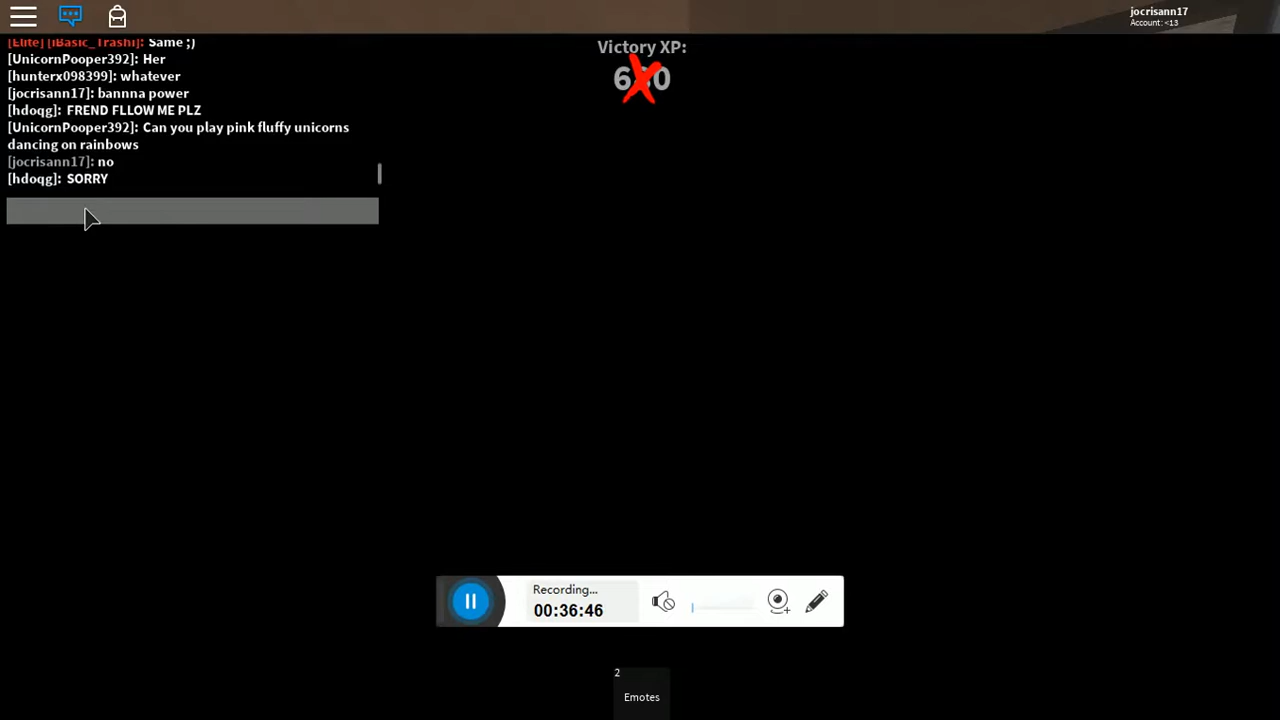 jocrisann17
Account: <13
[Elite] [iBasic_Trashi]: Same ;)
[UnicornPooper392]: Her
[hunterx098399]: whatever
[jocrisann17]: bannna power
[hdoqg]: FREND FLLOW ME PLZ
[UnicornPooper392]: Can you play pink fluffy unicorns
dancing on rainbows
[jocrisann17]: no
[hdoqg]: SORRY
Victory XP:
Recording...
00:36:46
2
Emotes